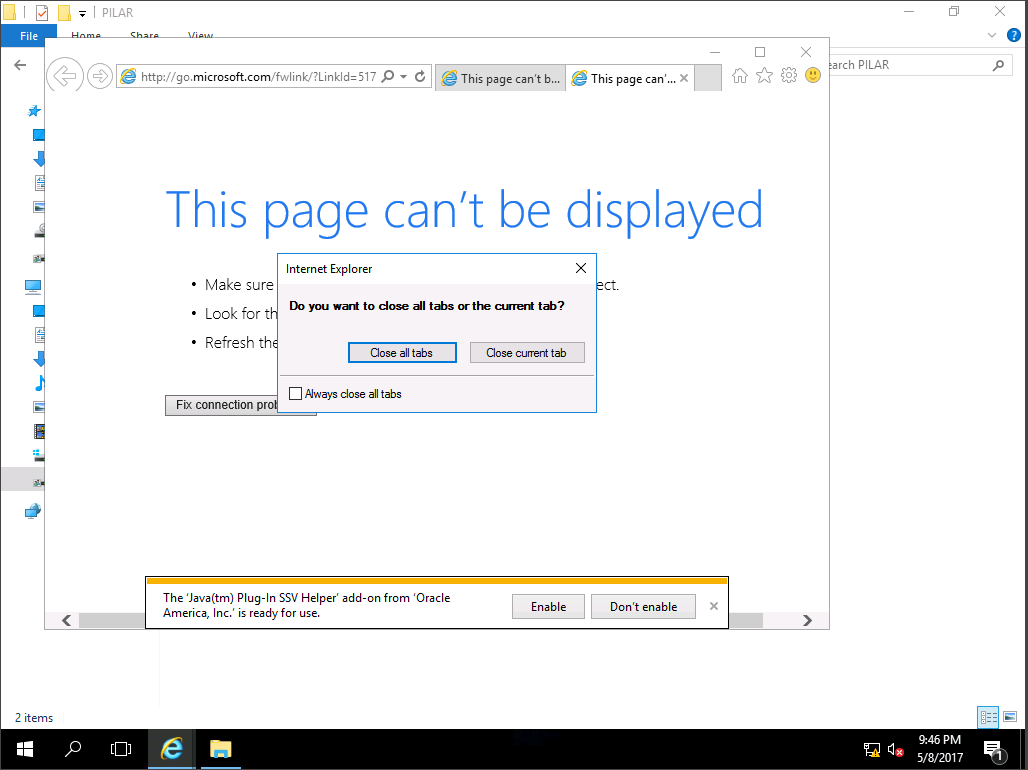 PILAR
File
Home
Share
View
http://go.microsoft.com/fwlink/?LinkId=517
This page can't b...
This page can'...
earch PILAR
This page can't be displayed
• Make sure
ect.
• Look for th
• Refresh the
Fix connection prob
Internet Explorer
Do you want to close all tabs or the current tab?
Close all tabs
Close current tab
Always close all tabs
The 'Java(tm) Plug-In SSV Helper' add-on from 'Oracle
America, Inc.' is ready for use.
Enable
Don't enable
2 items
9:46 PM
5/8/2017
1